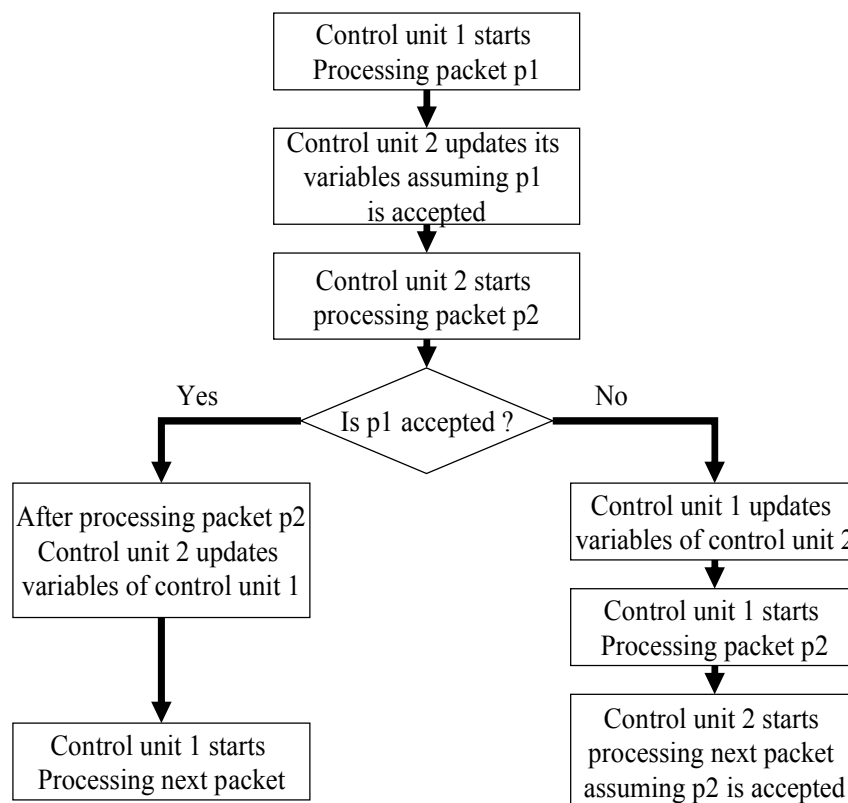 Control unit 1 starts
Processing packet p1
Control unit 2 updates its
variables assuming p1
is accepted
Control unit 2 starts
processing packet p2
Is p1 accepted ?
Yes
No
After processing packet p2
Control unit 2 updates
variables of control unit 1
Control unit 1 starts
Processing next packet
Control unit 1 updates
variables of control unit 2
Control unit 1 starts
Processing packet p2
Control unit 2 starts
processing next packet
assuming p2 is accepted